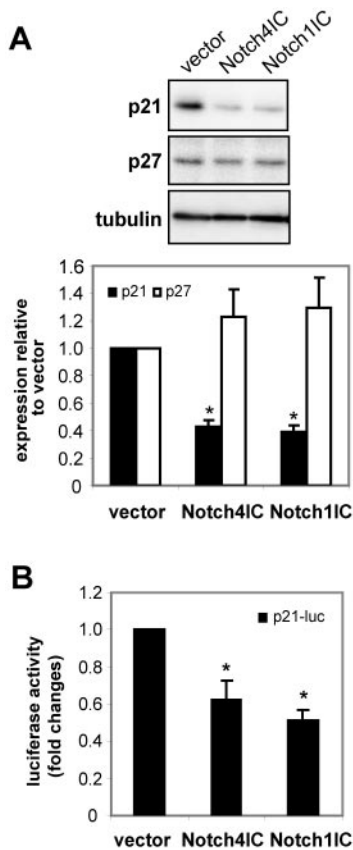 A
vector
Notch4IC
Notch1IC
p21
p27
tubulin
1.6
1.4
1.2
1.0
0.8
0.6
0.4
0.2
0
expression relative
to vector
p21 p27
*
*
vector Notch4IC Notch1IC
B
1.2
1.0
0.8
0.6
0.4
0.2
0
luciferase activity
(fold changes)
p21-luc
*
*
vector Notch4IC Notch1IC